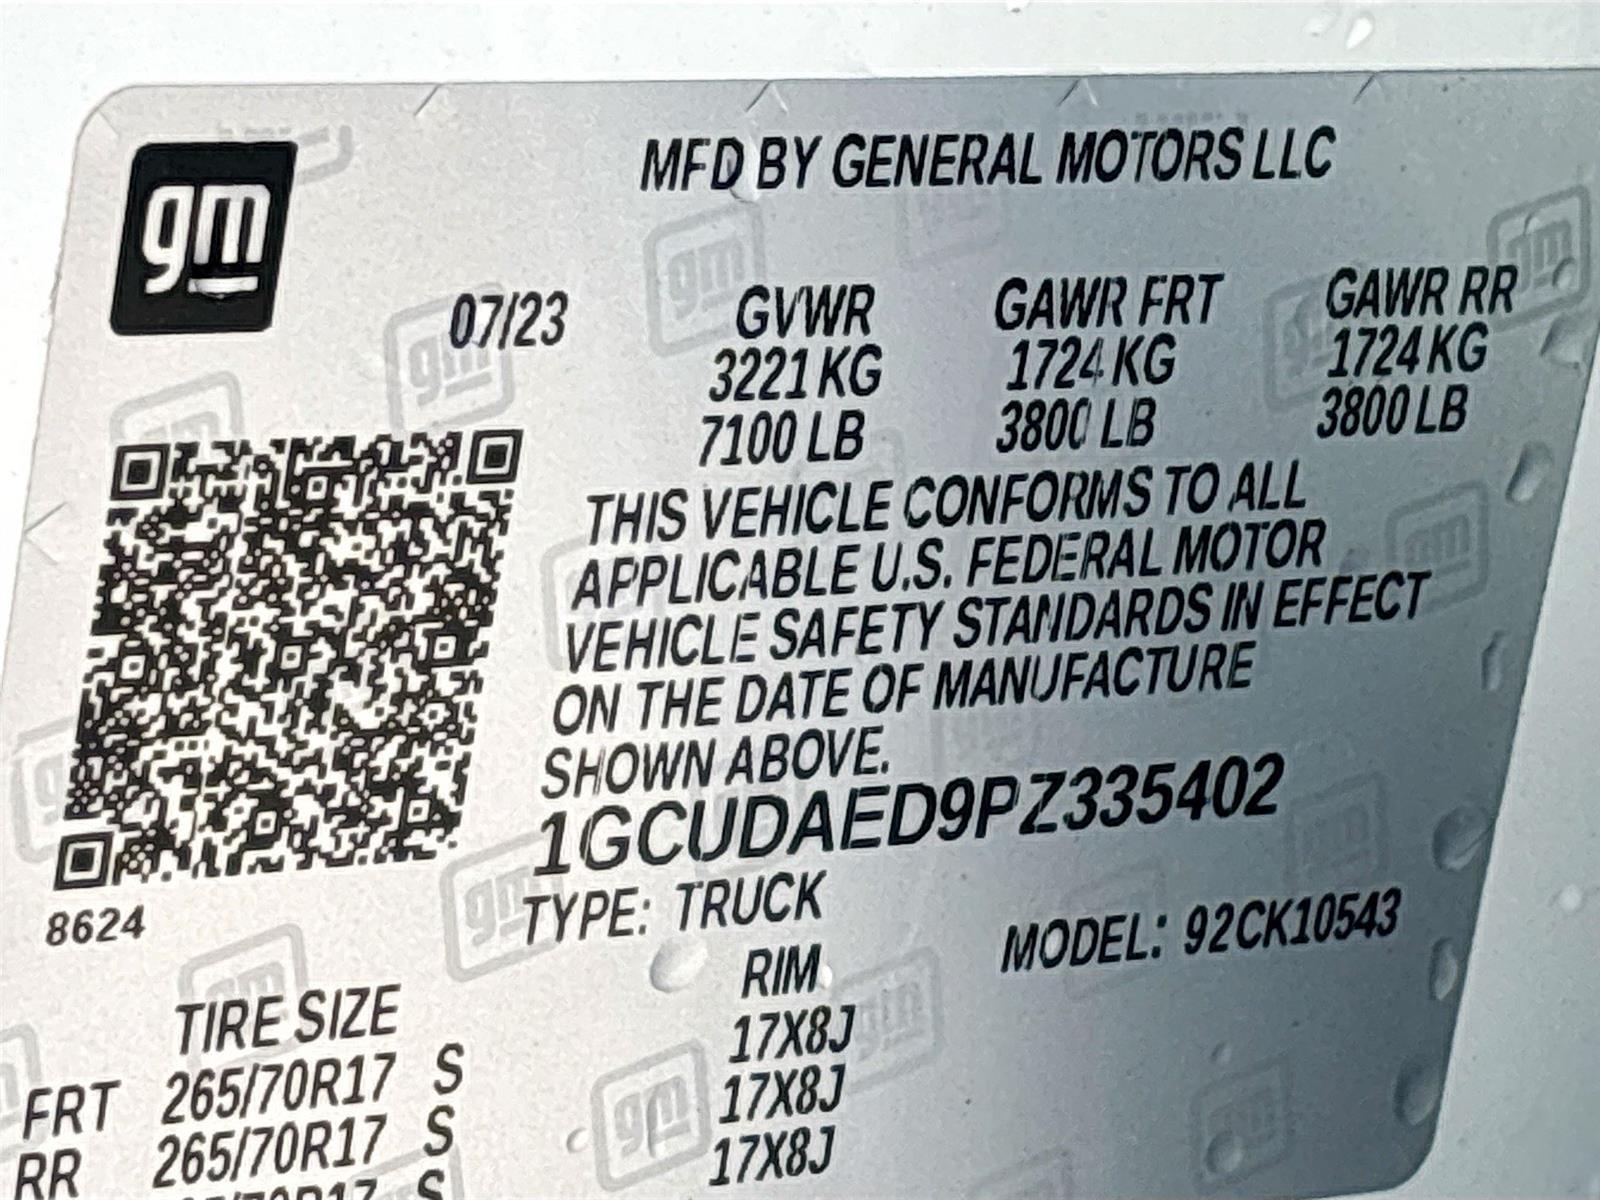 gm
MFD BY GENERAL MOTORS LLC
07/23 GVWR GAWR FRT GAWR RR
3221 KG 1724 KG 1724 KG
7100 LB 3800 LB 3800 LB
THIS VEHICLE CONFORMS TO ALL
APPLICABLE U.S. FEDERAL MOTOR
VEHICLE SAFETY STANDARDS IN EFFECT
ON THE DATE OF MANUFACTURE
SHOWN ABOVE.
1GCUDAED9PZ335402
8624
TYPE: TRUCK MODEL: 92CK10543
TIRE SIZE RIM
FRT 265/70R17 S 17X8J
RR 265/70R17 S 17X8J
265/70R17 S 17X8J